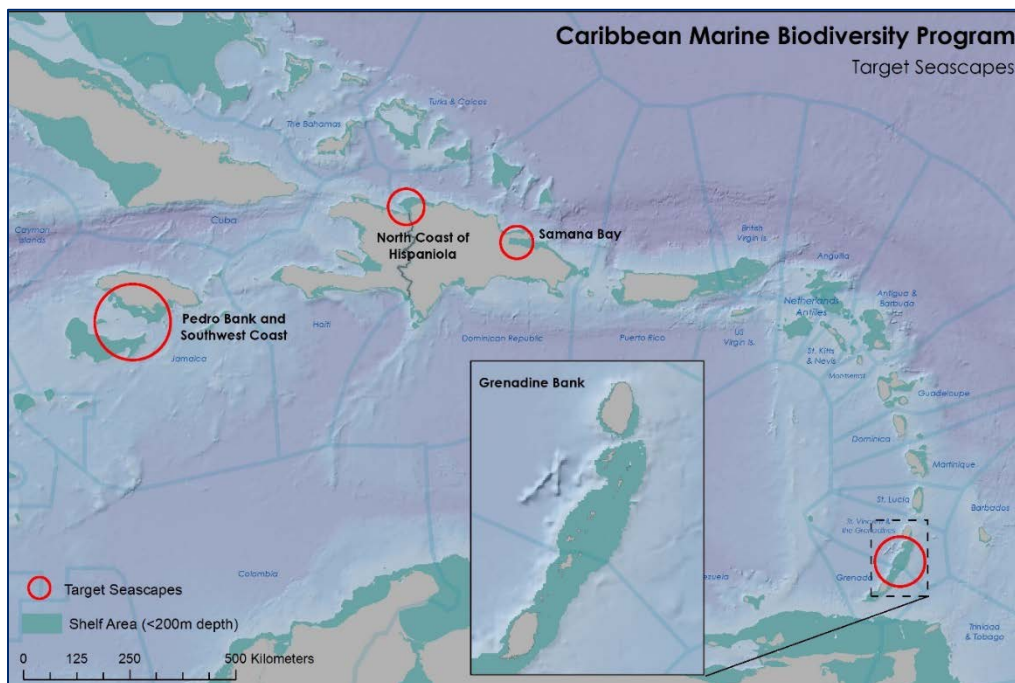 Caribbean Marine Biodiversity Program
Target Seascapes
Turks & Caicos
The Bahamas
Cuba
Cayman
Islands
North Coast of
Hispaniola
Samana Bay
British
Virgin Is.
Anguilla
Pedro Bank and
Southwest Coast
Jamaica
Haiti
Dominican Republic
Puerto Rico
US
Virgin Is.
Netherlands
Antilles
Antigua &
Barbuda
St. Kitts
& Nevis
Montserrat
Guadeloupe
Grenadine Bank
Dominica
Martinique
St. Lucia
Barbados
St. Vincent &
the Grenadines
Grenada
Colombia
Trinidad
& Tobago
Target Seascapes
Shelf Area (<200m depth)
0 125 250 500 Kilometers